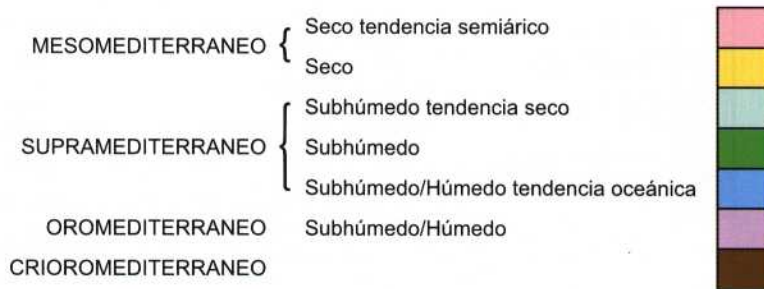 Seco tendencia semiárico
MESOMEDITERRANEO
Seco
Subhúmedo tendencia seco
SUPRAMEDITERRANEO Subhúmedo
Subhúmedo/Húmedo tendencia oceánica
OROMEDITERRANEO Subhúmedo/Húmedo
CRIOROMEDITERRANEO